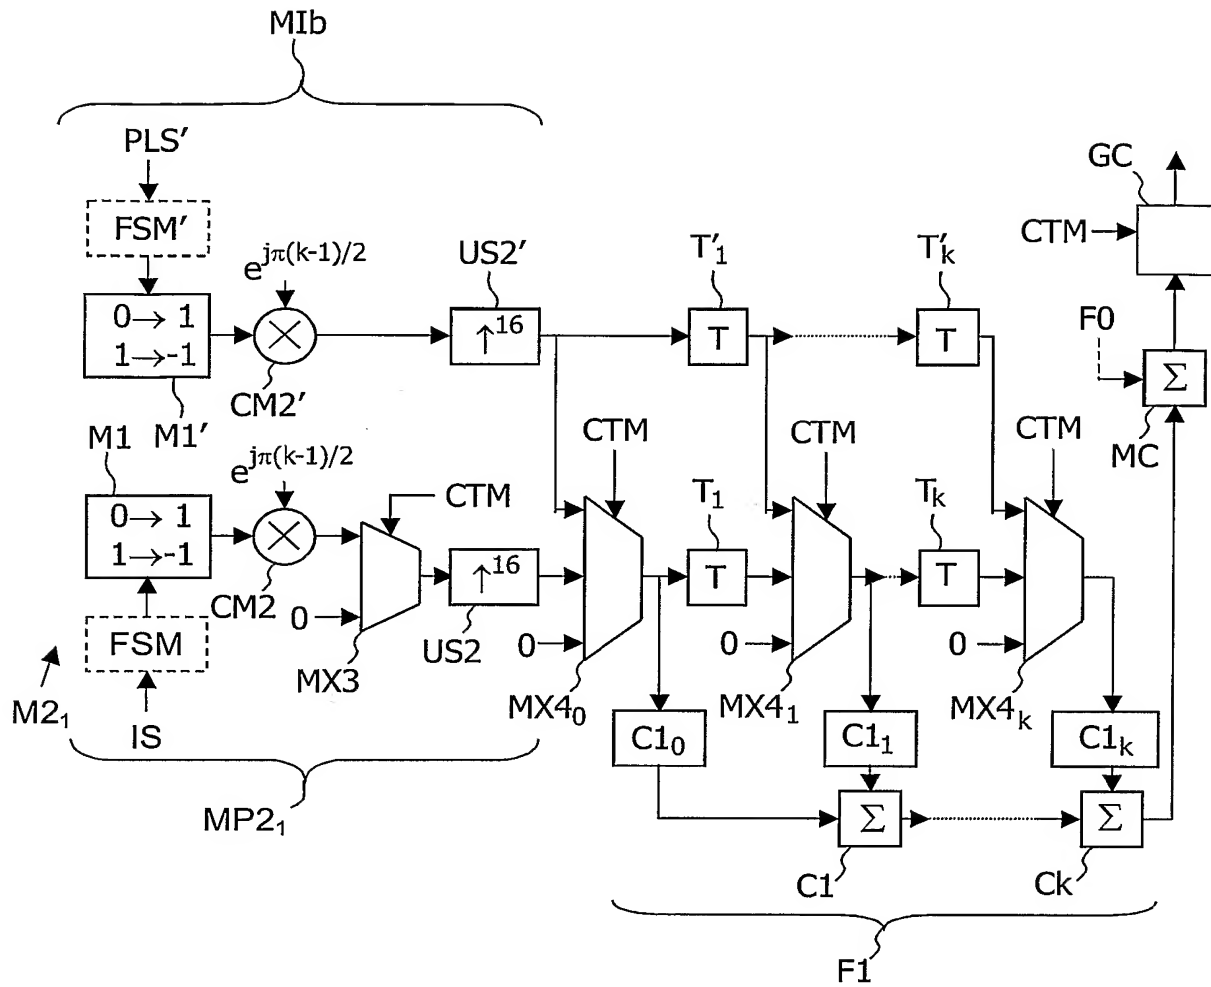 MIb
PLS′
FSM′
0→ 1
1→-1
M1′
e^jπ(k-1)/2
CM2′
US2′
↑16
T′1
T
T′k
T
GC
CTM
F0
Σ
MC
M1
0→ 1
1→-1
e^jπ(k-1)/2
CM2
CTM
0
MX3
↑16
US2
CTM
0
MX40
T1
T
CTM
0
MX41
Tk
T
CTM
0
MX4k
FSM
IS
M21
MP21
C10
C11
C1k
Σ
C1
Σ
Ck
F1